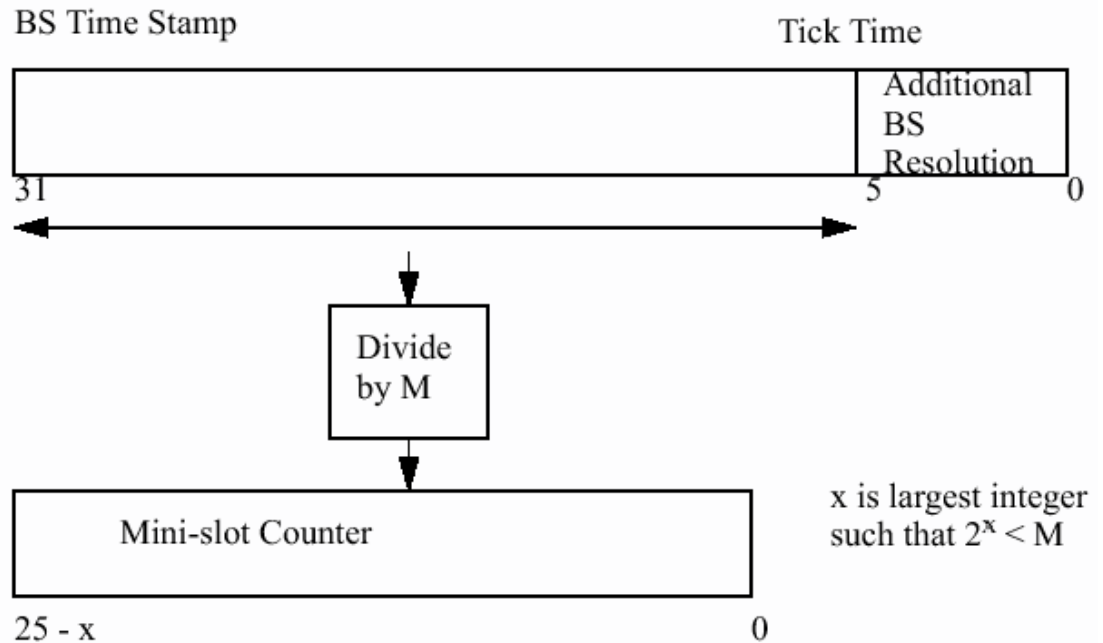 BS Time Stamp
Tick Time
Additional
BS
Resolution
31
5
0
Divide
by M
Mini-slot Counter
x is largest integer
such that 2ˣ < M
25 - x
0